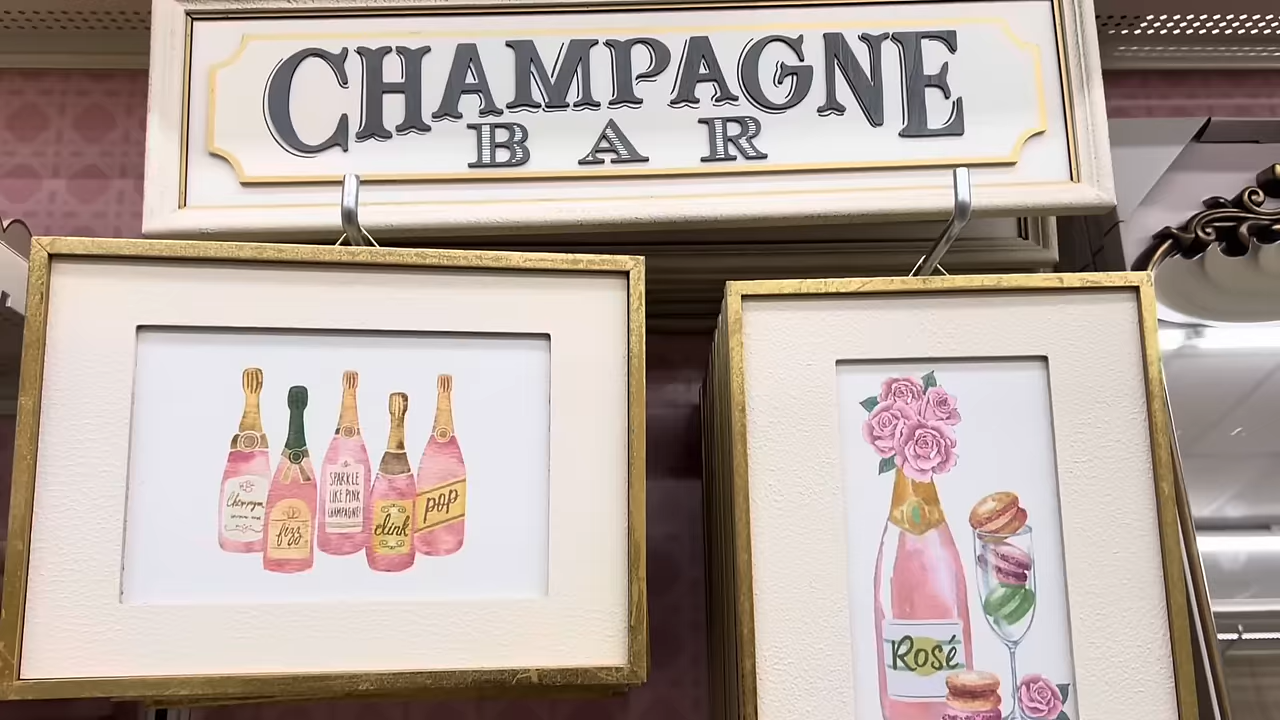 CHAMPAGNE
BAR
Champagne
fizz
SPARKLE
LIKE PINK
CHAMPAGNE!
clink
pop
Rosé